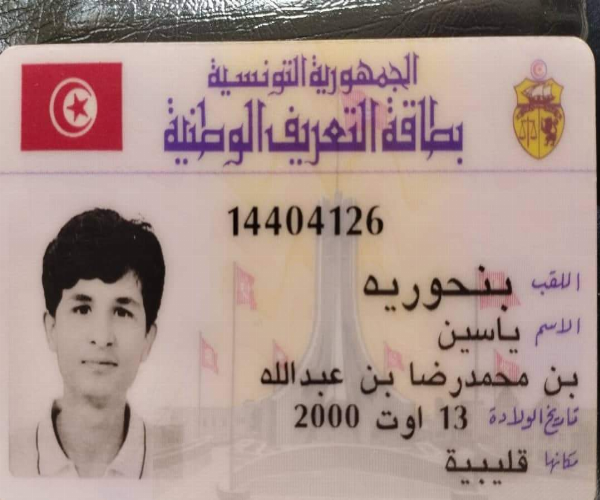 الجمهورية التونسية
بطاقة التعريف الوطنية
14404126
اللقب بنحوريه
الاسم ياسين
بن محمدرضا بن عبدالله
تاريخ الولادة 13 اوت 2000
مكانها قليبية